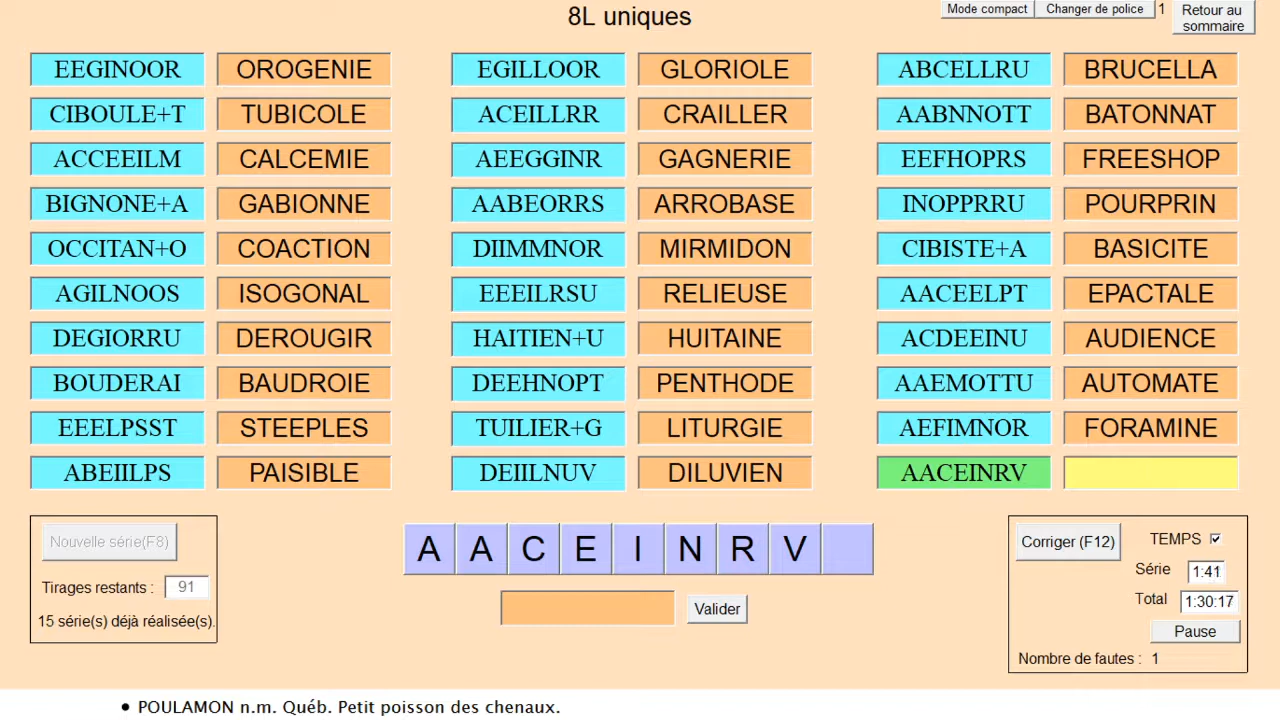 8L uniques
Mode compact
Changer de police
1
Retour au
sommaire
EEGINOOR OROGENIE EGILLOOR GLORIOLE ABCELLRU BRUCELLA
CIBOULE+T TUBICOLE ACEILLRR CRAILLER AABNNOTT BATONNAT
ACCEEILM CALCEMIE AEEGGINR GAGNERIE EEFHOPRS FREESHOP
BIGNONE+A GABIONNE AABEORRS ARROBASE INOPPRRU POURPRIN
OCCITAN+O COACTION DIIMMNOR MIRMIDON CIBISTE+A BASICITE
AGILNOOS ISOGONAL EEEILRSU RELIEUSE AACEELPT EPACTALE
DEGIORRU DEROUGIR HAITIEN+U HUITAINE ACDEEINU AUDIENCE
BOUDERAI BAUDROIE DEEHNOPT PENTHODE AAEMOTTU AUTOMATE
EEELPSST STEEPLES TUILIER+G LITURGIE AEFIMNOR FORAMINE
ABEIILPS PAISIBLE DEIILNUV DILUVIEN AACEINRV
Nouvelle série(F8)
Tirages restants : 91
15 série(s) déjà réalisée(s).
A A C E I N R V
Valider
Corriger (F12)
TEMPS
Série 1:41
Total 1:30:17
Pause
Nombre de fautes : 1
• POULAMON n.m. Québ. Petit poisson des chenaux.